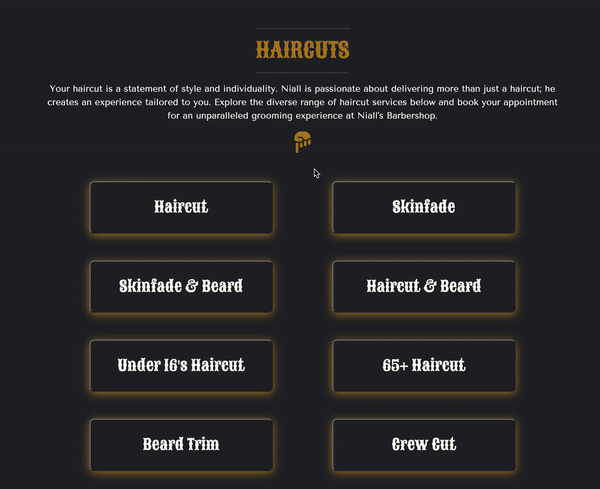 HAIRCUTS
Your haircut is a statement of style and individuality. Niall is passionate about delivering more than just a haircut; he
creates an experience tailored to you. Explore the diverse range of haircut services below and book your appointment
for an unparalleled grooming experience at Niall's Barbershop.
Haircut
Skinfade
Skinfade & Beard
Haircut & Beard
Under 16's Haircut
65+ Haircut
Beard Trim
Crew Cut